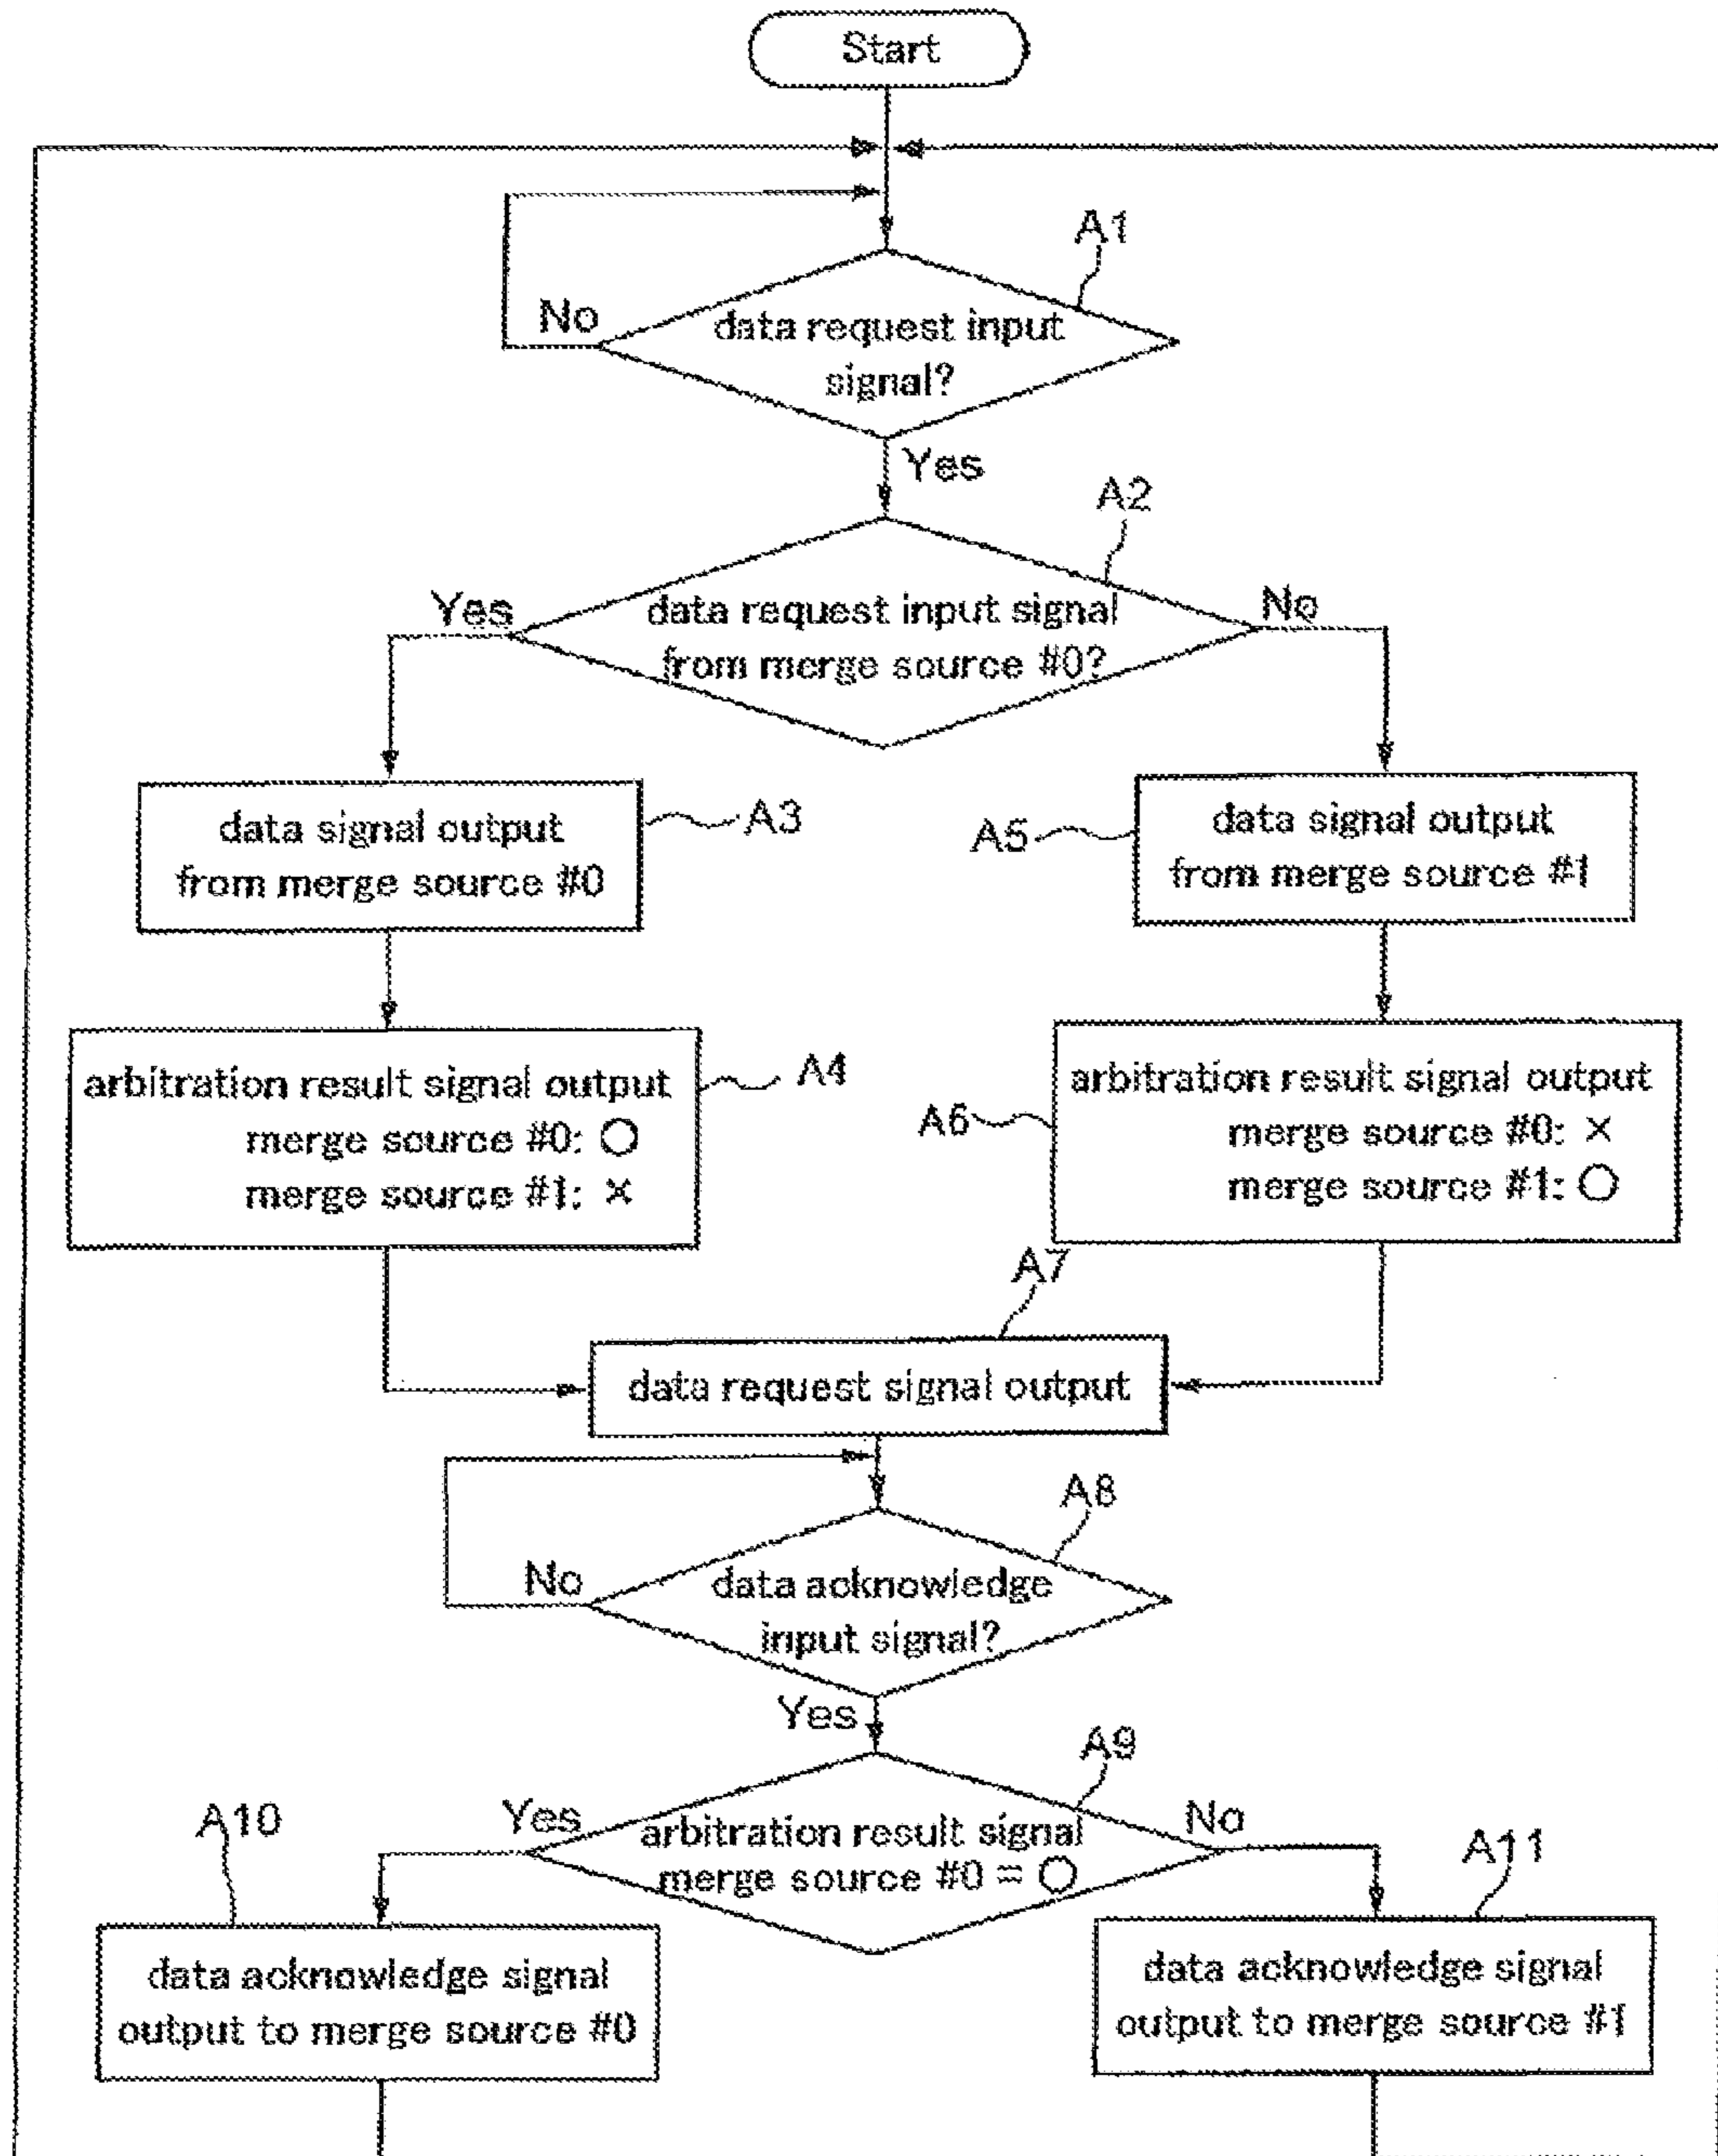 Start
A1
No
data request input
signal?
Yes
A2
Yes
data request input signal
from merge source #0?
No
data signal output
from merge source #0
A3
A5
data signal output
from merge source #1
arbitration result signal output
merge source #0: ○
merge source #1: ×
A4
A6
arbitration result signal output
merge source #0: ×
merge source #1: ○
A7
data request signal output
A8
No
data acknowledge
input signal?
Yes
A9
A10
Yes
arbitration result signal
merge source #0 = ○
No
A11
data acknowledge signal
output to merge source #0
data acknowledge signal
output to merge source #1